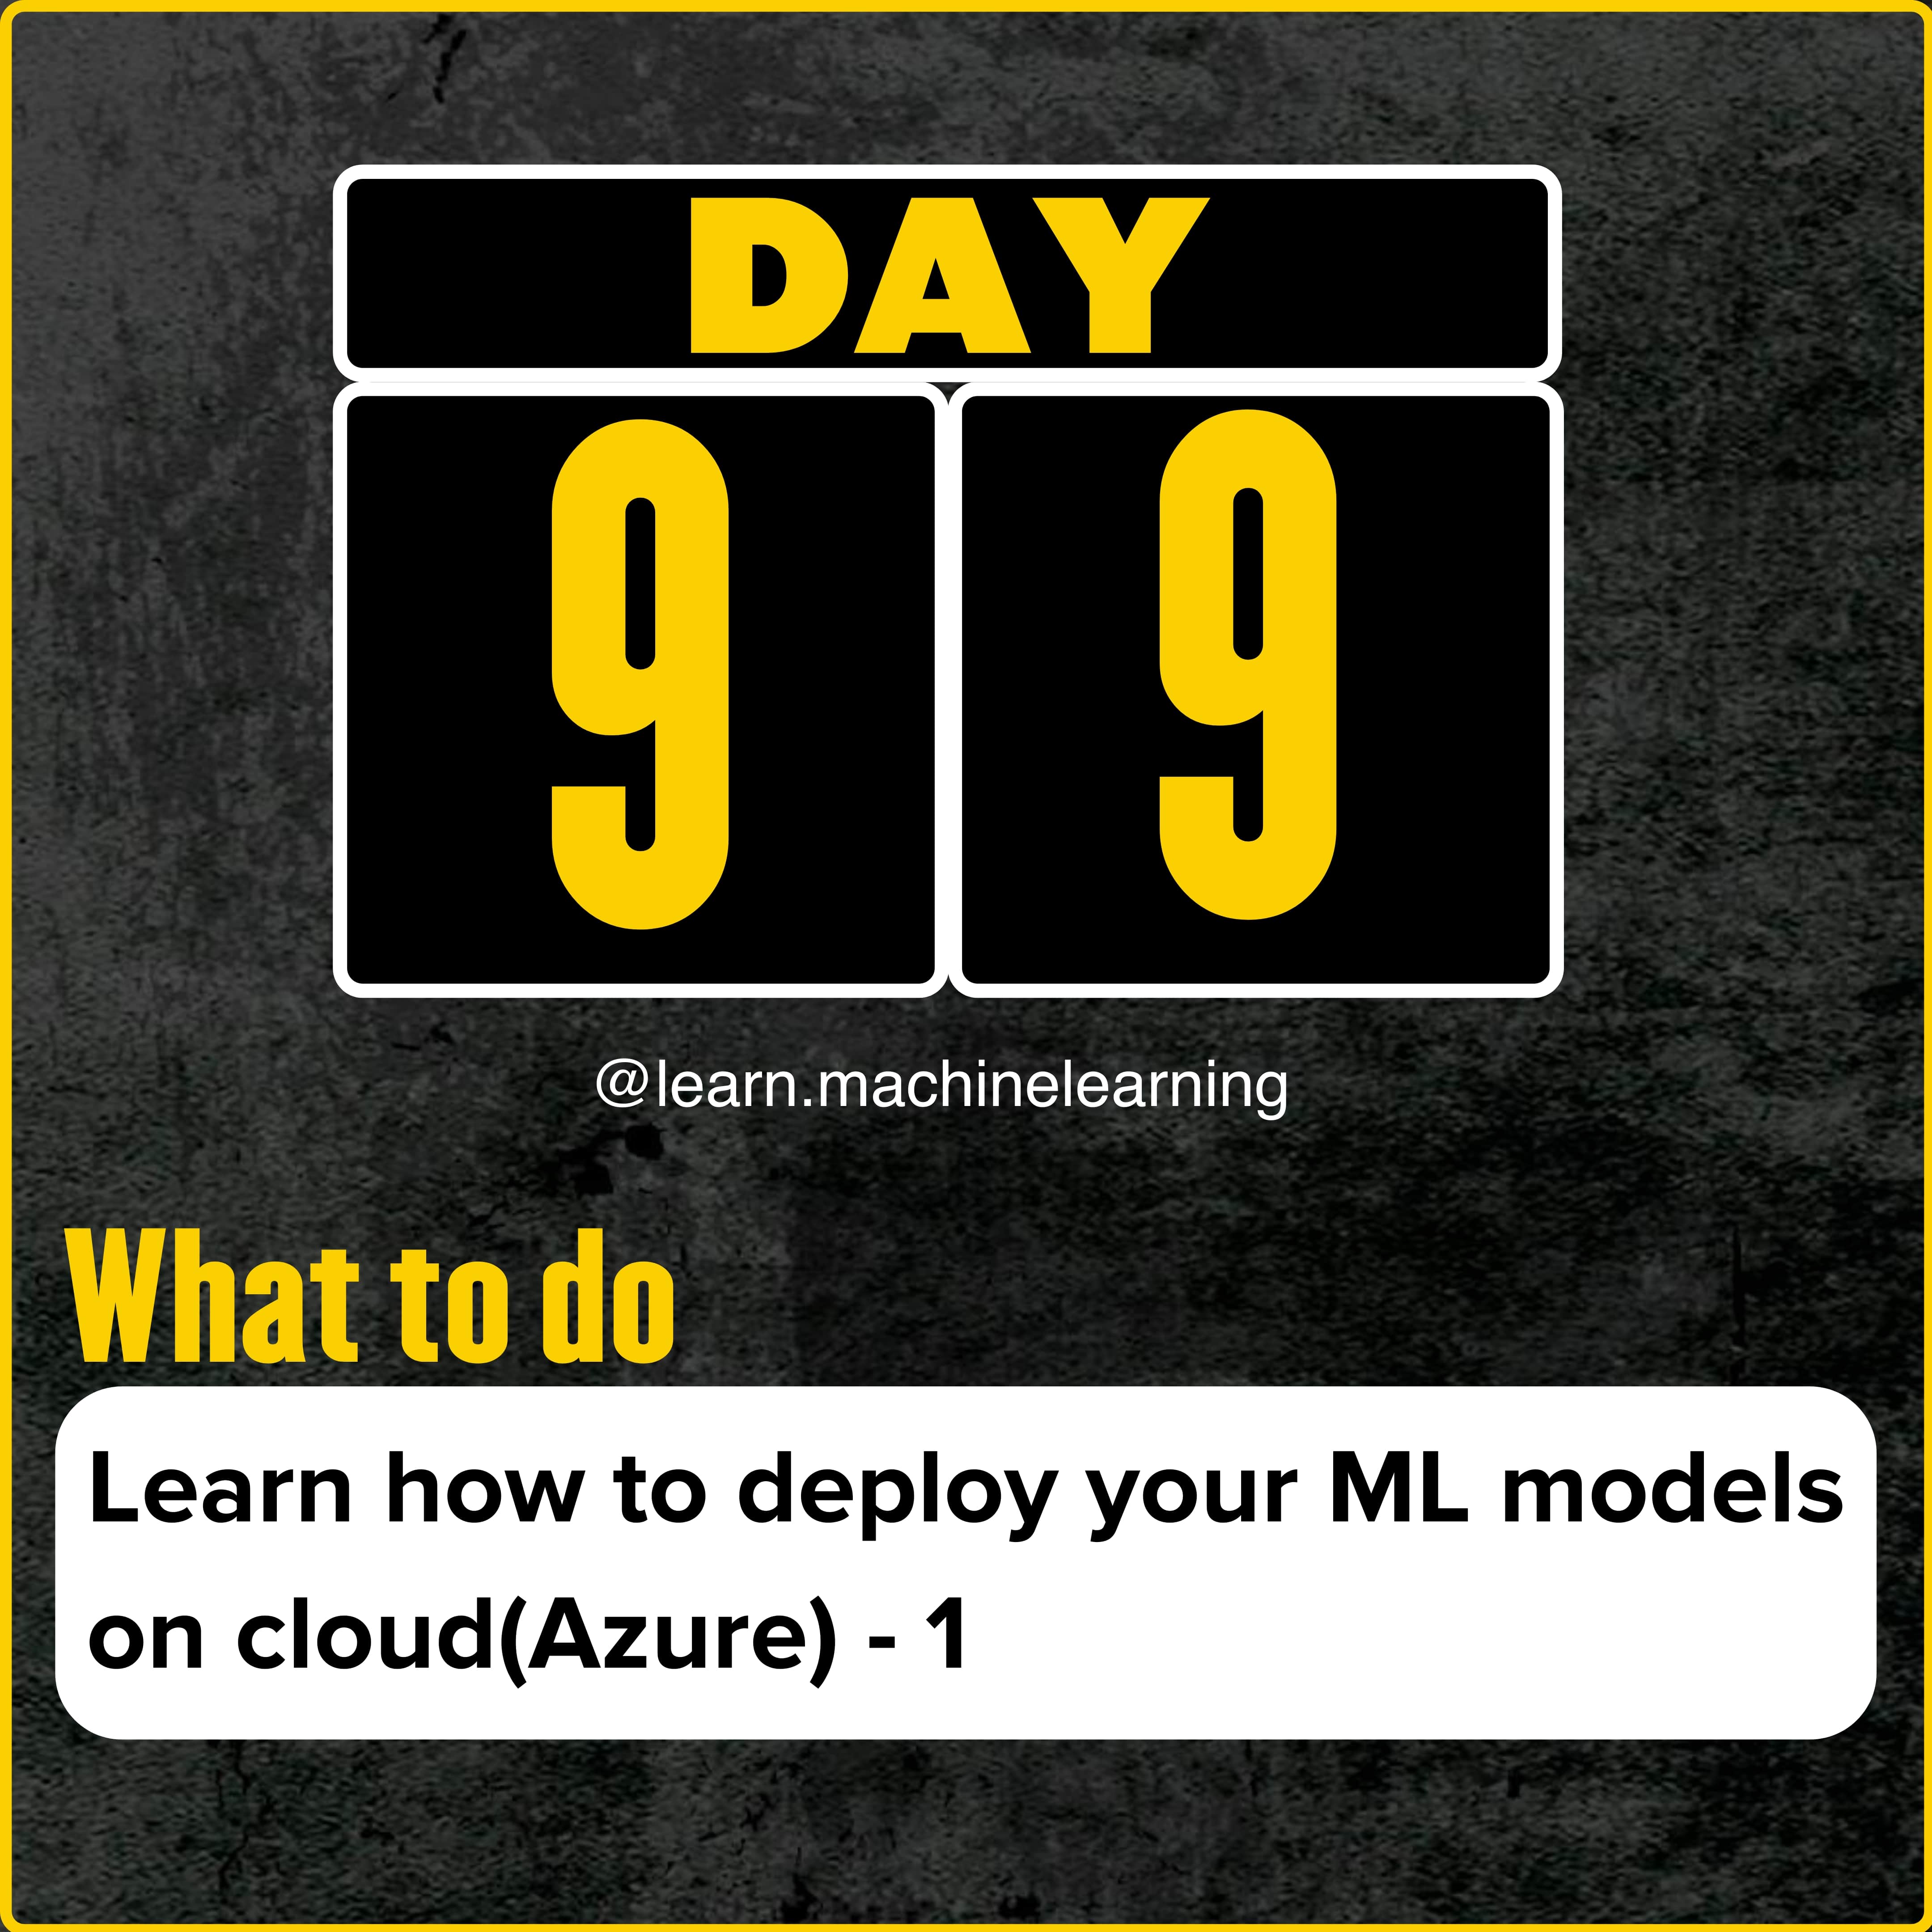 DAY
9 9
@learn.machinelearning
What to do
Learn how to deploy your ML models
on cloud(Azure) - 1